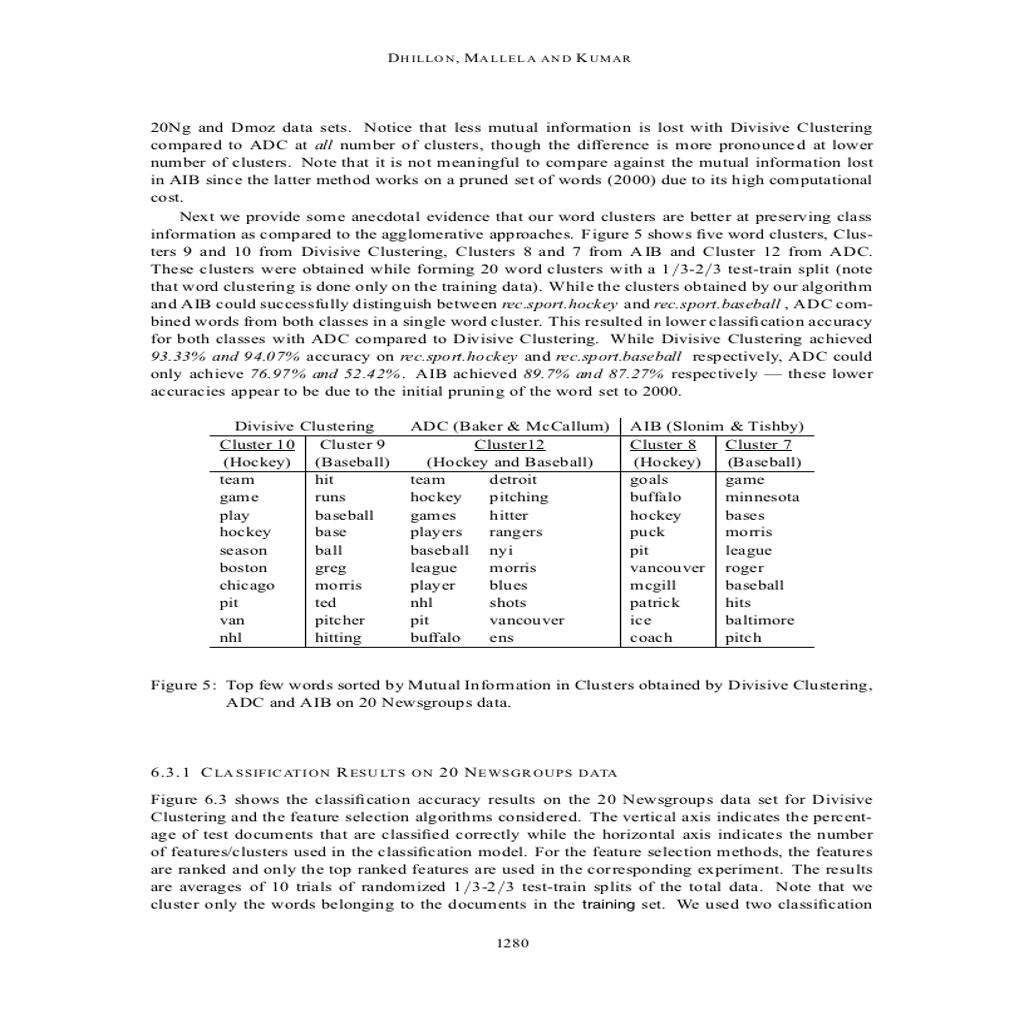 DHILLON, MALLELA AND KUMAR
20Ng and Dmoz data sets. Notice that less mutual information is lost with Divisive Clustering
compared to ADC at all number of clusters, though the difference is more pronounced at lower
number of clusters. Note that it is not meaningful to compare against the mutual information lost
in AIB since the latter method works on a pruned set of words (2000) due to its high computational
cost.
Next we provide some anecdotal evidence that our word clusters are better at preserving class
information as compared to the agglomerative approaches. Figure 5 shows five word clusters, Clus-
ters 9 and 10 from Divisive Clustering, Clusters 8 and 7 from AIB and Cluster 12 from ADC.
These clusters were obtained while forming 20 word clusters with a 1/3-2/3 test-train split (note
that word clustering is done only on the training data). While the clusters obtained by our algorithm
and AIB could successfully distinguish between rec.sport.hockey and rec.sport.baseball , ADC com-
bined words from both classes in a single word cluster. This resulted in lower classification accuracy
for both classes with ADC compared to Divisive Clustering. While Divisive Clustering achieved
93.33% and 94.07% accuracy on rec.sport.hockey and rec.sport.baseball respectively, ADC could
only achieve 76.97% and 52.42%. AIB achieved 89.7% and 87.27% respectively — these lower
accuracies appear to be due to the initial pruning of the word set to 2000.
Divisive Clustering ADC (Baker & McCallum) AIB (Slonim & Tishby)
Cluster 10 Cluster 9 Cluster12 Cluster 8 Cluster 7
(Hockey) (Baseball) (Hockey and Baseball) (Hockey) (Baseball)
team hit team detroit goals game
game runs hockey pitching buffalo minnesota
play baseball games hitter hockey bases
hockey base players rangers puck morris
season ball baseball nyi pit league
boston greg league morris vancouver roger
chicago morris player blues mcgill baseball
pit ted nhl shots patrick hits
van pitcher pit vancouver ice baltimore
nhl hitting buffalo ens coach pitch
Figure 5: Top few words sorted by Mutual Information in Clusters obtained by Divisive Clustering,
ADC and AIB on 20 Newsgroups data.
6.3.1 CLASSIFICATION RESULTS ON 20 NEWSGROUPS DATA
Figure 6.3 shows the classification accuracy results on the 20 Newsgroups data set for Divisive
Clustering and the feature selection algorithms considered. The vertical axis indicates the percent-
age of test documents that are classified correctly while the horizontal axis indicates the number
of features/clusters used in the classification model. For the feature selection methods, the features
are ranked and only the top ranked features are used in the corresponding experiment. The results
are averages of 10 trials of randomized 1/3-2/3 test-train splits of the total data. Note that we
cluster only the words belonging to the documents in the training set. We used two classification
1280